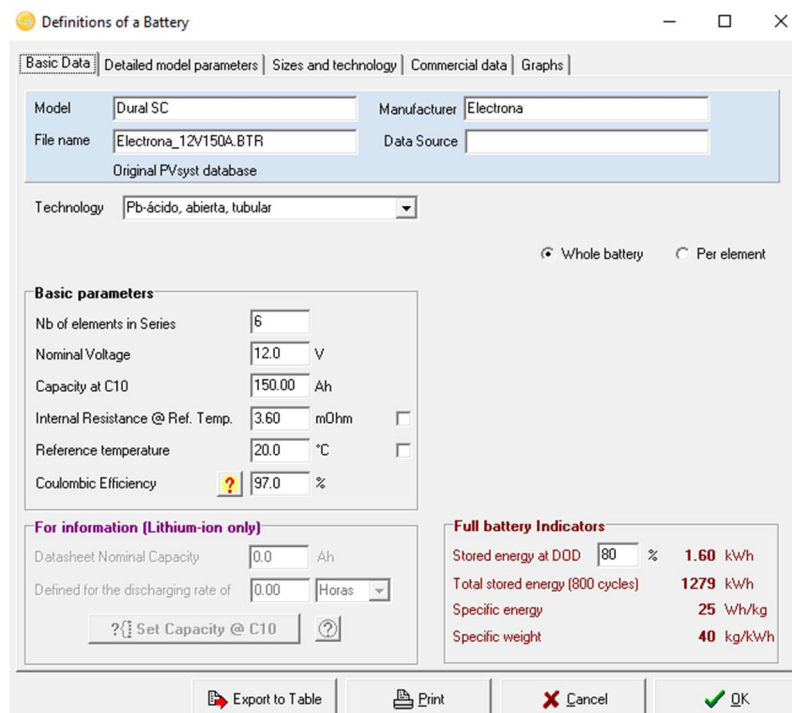 Definitions of a Battery
Basic Data Detailed model parameters Sizes and technology Commercial data Graphs
Model Dural SC Manufacturer Electrona
File name Electrona_12V150A.BTR Data Source
Original PVsyst database
Technology Pb-ácido, abierta, tubular
Whole battery Per element
Basic parameters
Nb of elements in Series 6
Nominal Voltage 12.0 V
Capacity at C10 150.00 Ah
Internal Resistance @ Ref. Temp. 3.60 mOhm
Reference temperature 20.0 °C
Coulombic Efficiency ? 97.0 %
For information (Lithium-ion only)
Datasheet Nominal Capacity 0.0 Ah
Defined for the discharging rate of 0.00 Horas
?{⁞ Set Capacity @ C10 ?
Full battery Indicators
Stored energy at DOD 80 % 1.60 kWh
Total stored energy (800 cycles) 1279 kWh
Specific energy 25 Wh/kg
Specific weight 40 kg/kWh
Export to Table Print Cancel OK